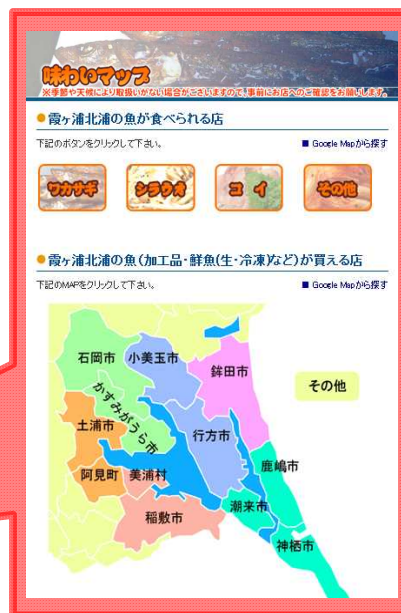 味わいマップ
※季節や天候により取扱いがない場合がございますので、事前にお店へのご確認をお願いします。
●霞ヶ浦北浦の魚が食べられる店
下記のボタンをクリックして下さい。
■ Google Mapから探す
ワカサギ
シラウオ
コイ
その他
●霞ヶ浦北浦の魚(加工品・鮮魚(生・冷凍)など)が買える店
下記のMAPをクリックして下さい。
■ Google Mapから探す
石岡市
小美玉市
鉾田市
その他
かすみがうら市
土浦市
行方市
阿見町
美浦村
鹿嶋市
潮来市
稲敷市
神栖市